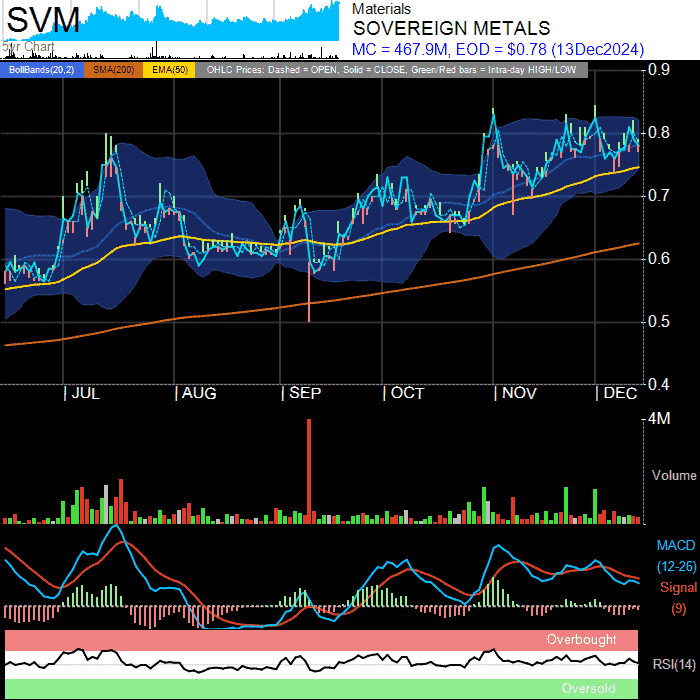 SVM
5yr Chart
Materials
SOVEREIGN METALS
MC = 467.9M, EOD = $0.78 (13Dec2024)
BollBands(20,2) SMA(200) EMA(50) OHLC Prices: Dashed = OPEN, Solid = CLOSE, Green/Red bars = Intra-day HIGH/LOW
0.9
0.8
0.7
0.6
0.5
0.4
JUL AUG SEP OCT NOV DEC
4M
Volume
MACD
(12-26)
Signal
(9)
Overbought
RSI(14)
Oversold